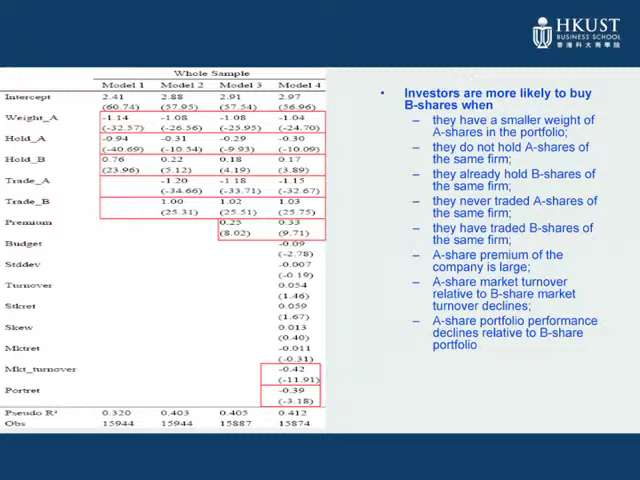 HKUST
BUSINESS SCHOOL
香港科大商學院
Whole Sample
Model 1 Model 2 Model 3 Model 4
Intercept 2.41 2.88 2.91 2.97
(60.74) (57.95) (57.54) (56.96)
Weight_A -1.14 -1.08 -1.08 -1.04
(-32.57) (-26.56) (-25.95) (-24.70)
Hold_A -0.94 -0.31 -0.29 -0.30
(-40.69) (-10.54) (-9.93) (-10.09)
Hold_B 0.76 0.22 0.18 0.17
(23.96) (5.12) (4.19) (3.89)
Trade_A -1.20 -1.18 -1.15
(-34.66) (-33.71) (-32.67)
Trade_B 1.00 1.02 1.03
(25.31) (25.51) (25.75)
Premium 0.25 0.33
(8.02) (9.71)
Budget -0.09
(-2.78)
Stddev -0.007
(-0.19)
Turnover 0.054
(1.46)
Stkret 0.059
(1.67)
Skew 0.013
(0.40)
Mktret -0.011
(-0.31)
Mkt_turnover -0.42
(-11.91)
Portret -0.39
(-3.18)
Pseudo R² 0.320 0.403 0.405 0.412
Obs 15944 15944 15887 15874
• Investors are more likely to buy
B-shares when
– they have a smaller weight of
A-shares in the portfolio;
– they do not hold A-shares of
the same firm;
– they already hold B-shares of
the same firm;
– they never traded A-shares of
the same firm;
– they have traded B-shares of
the same firm;
– A-share premium of the
company is large;
– A-share market turnover
relative to B-share market
turnover declines;
– A-share portfolio performance
declines relative to B-share
portfolio